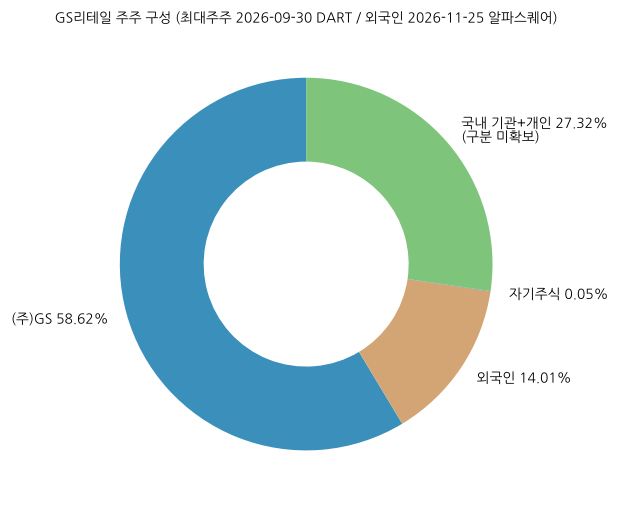 GS리테일 주주 구성 (최대주주 2026-09-30 DART / 외국인 2026-11-25 알파스퀘어)
국내 기관+개인 27.32%
(구분 미확보)
자기주식 0.05%
(주)GS 58.62%
외국인 14.01%